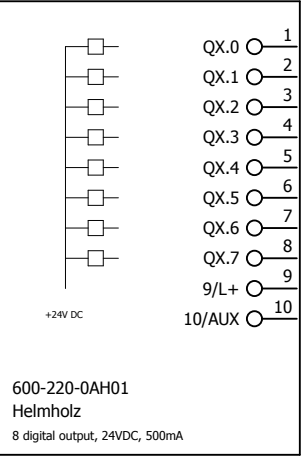 QX.0 1
QX.1 2
QX.2 3
QX.3 4
QX.4 5
QX.5 6
QX.6 7
QX.7 8
9/L+ 9
+24V DC
10/AUX 10
600-220-0AH01
Helmholz
8 digital output, 24VDC, 500mA